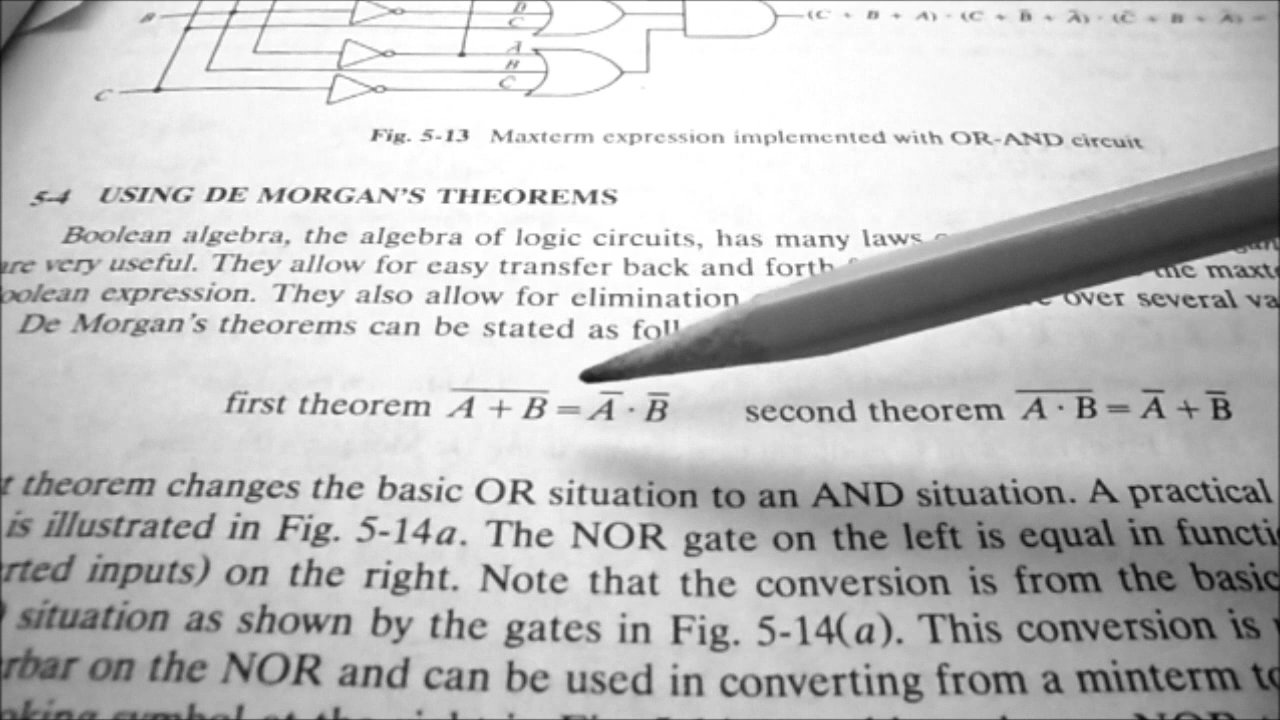 B
C
(C + B + A) · (C + B̅ + A̅) · (C̅ + B + A̅) =
A̅
B
C
C
Fig. 5-13 Maxterm expression implemented with OR-AND circuit
5-4 USING DE MORGAN'S THEOREMS
Boolean algebra, the algebra of logic circuits, has many laws
are very useful. They allow for easy transfer back and forth the maxte
oolean expression. They also allow for elimination over several va
De Morgan's theorems can be stated as foll
first theorem A̅ ̅+̅ ̅B̅ = A̅ · B̅ second theorem A̅ ̅·̅ ̅B̅ = A̅ + B̅
t theorem changes the basic OR situation to an AND situation. A practical
is illustrated in Fig. 5-14a. The NOR gate on the left is equal in functi
rted inputs) on the right. Note that the conversion is from the basic
situation as shown by the gates in Fig. 5-14(a). This conversion is
rbar on the NOR and can be used in converting from a minterm to